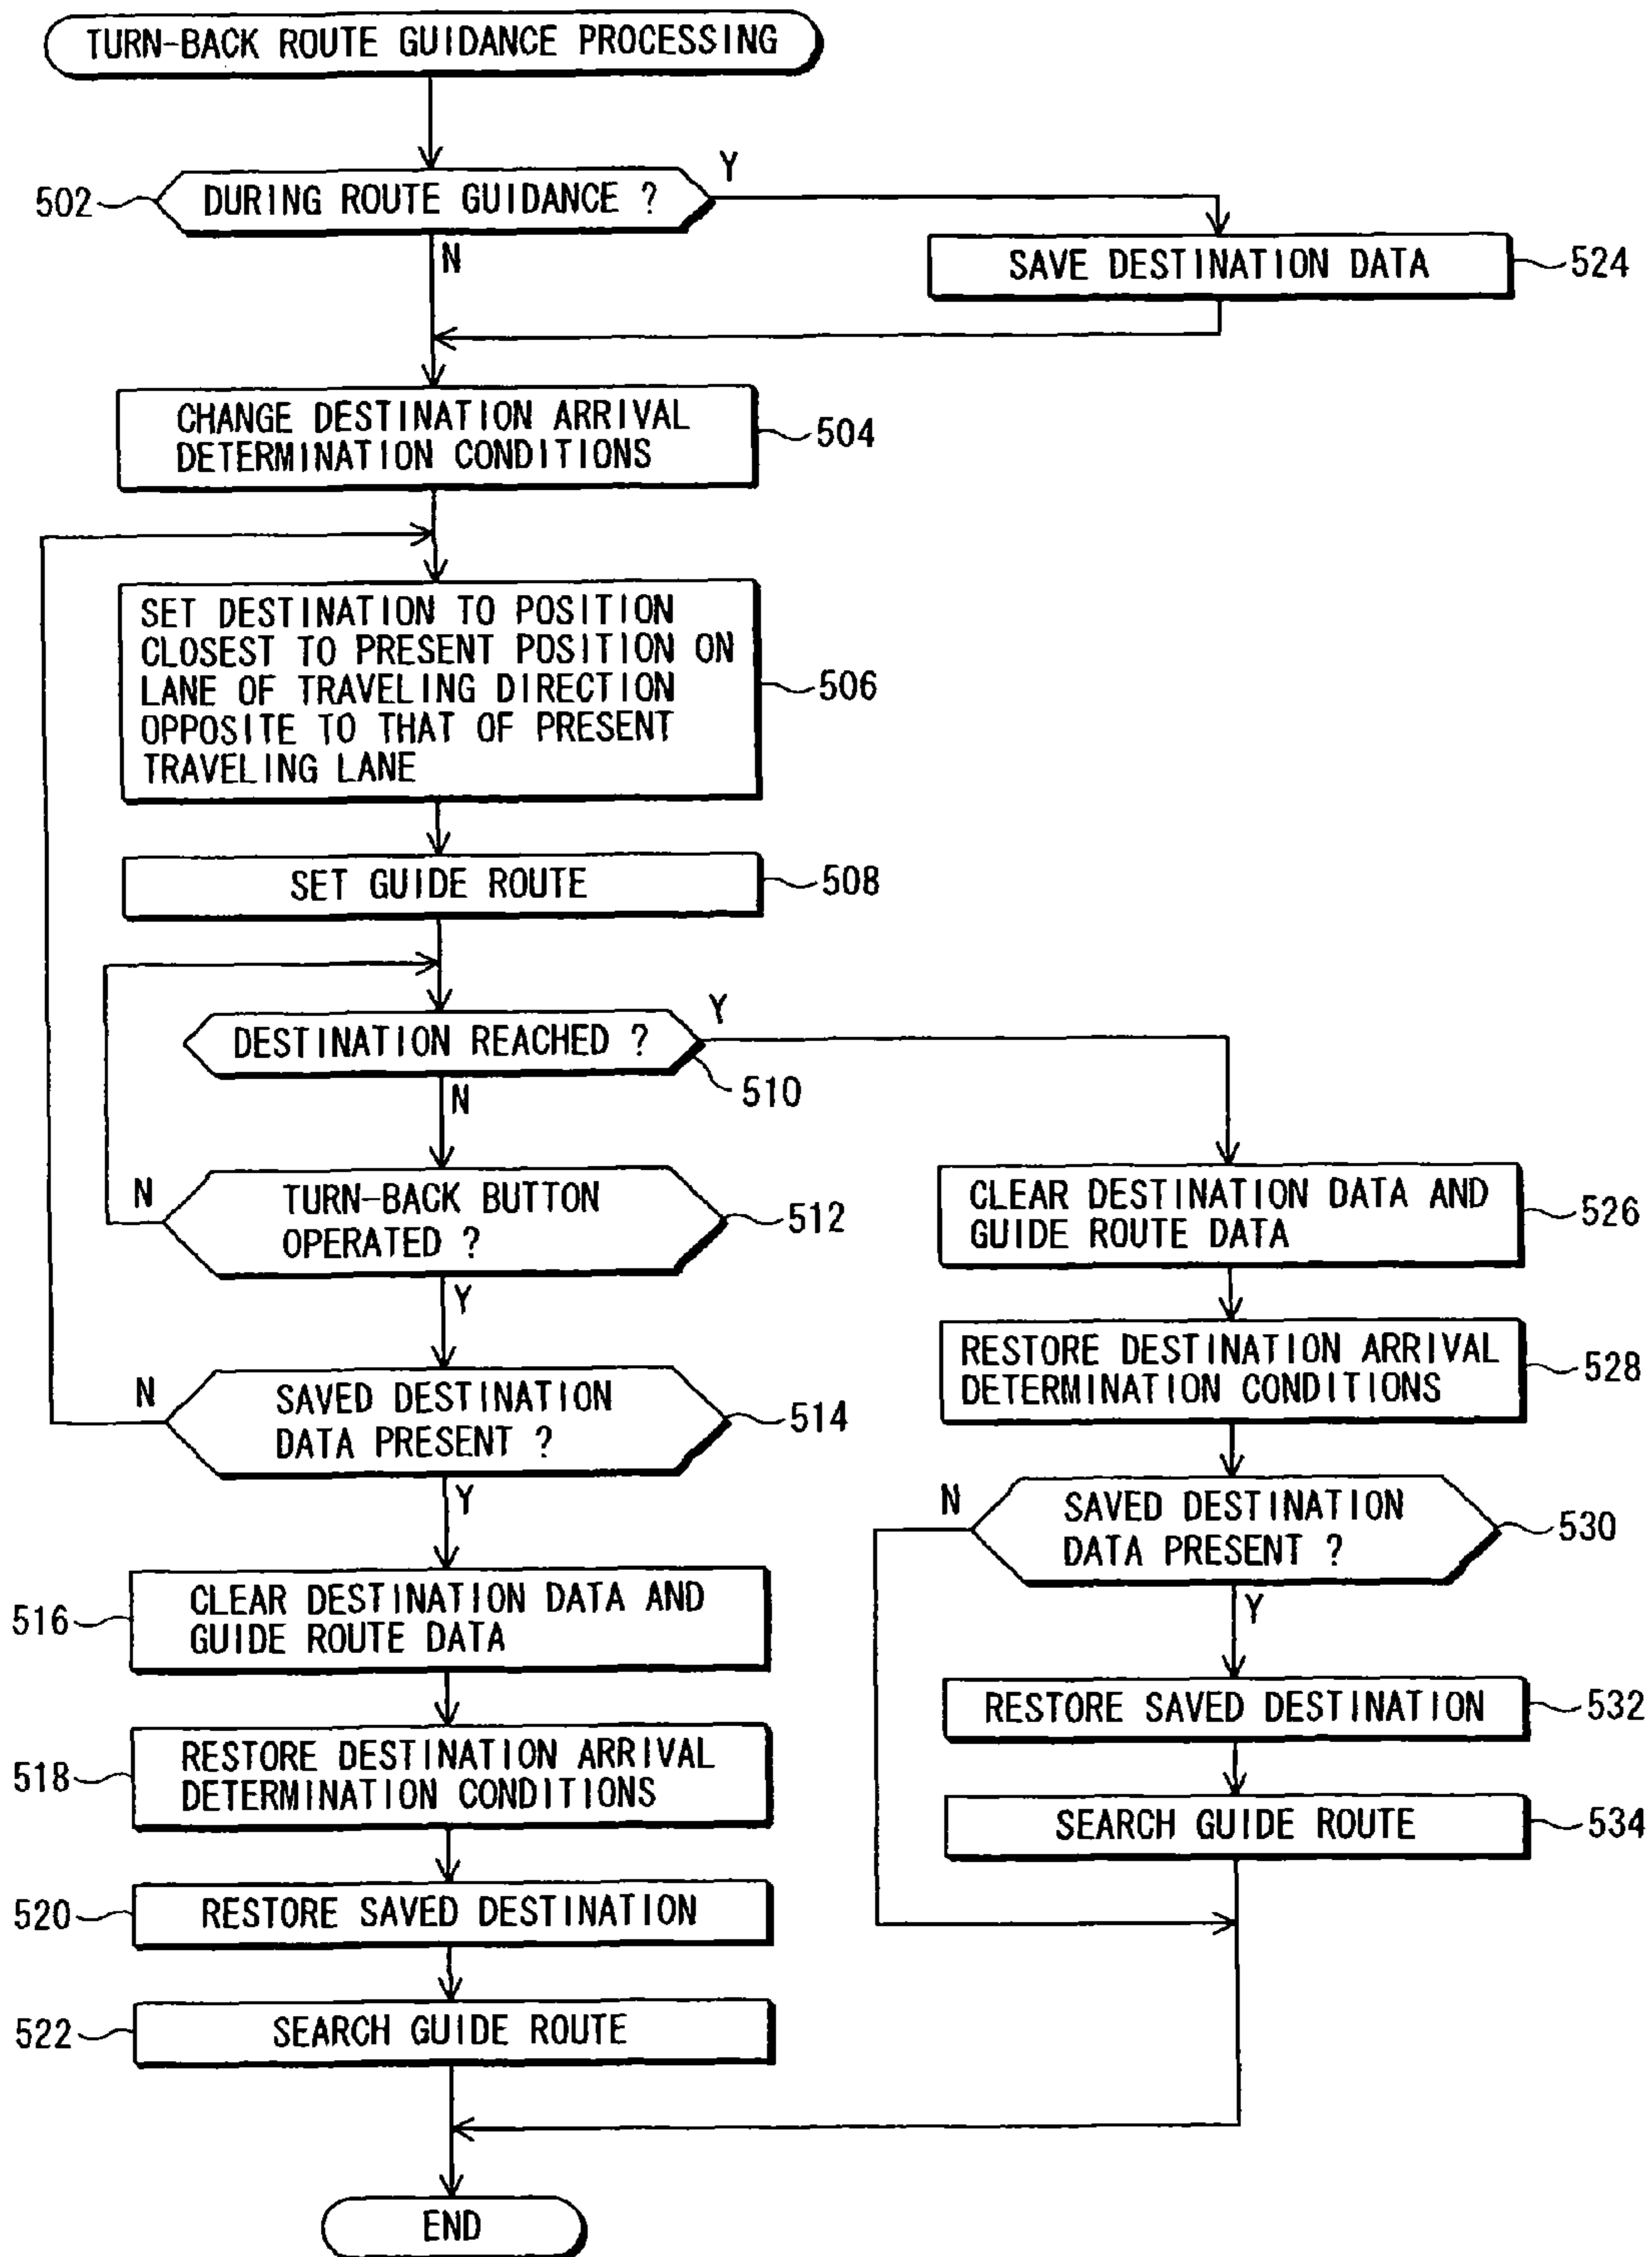 TURN-BACK ROUTE GUIDANCE PROCESSING
Y
502
DURING ROUTE GUIDANCE ?
N
SAVE DESTINATION DATA
524
CHANGE DESTINATION ARRIVAL
DETERMINATION CONDITIONS
504
SET DESTINATION TO POSITION
CLOSEST TO PRESENT POSITION ON
LANE OF TRAVELING DIRECTION
OPPOSITE TO THAT OF PRESENT
TRAVELING LANE
506
SET GUIDE ROUTE
508
Y
DESTINATION REACHED ?
510
N
N
TURN-BACK BUTTON
OPERATED ?
512
Y
N
SAVED DESTINATION
DATA PRESENT ?
514
Y
516
CLEAR DESTINATION DATA AND
GUIDE ROUTE DATA
518
RESTORE DESTINATION ARRIVAL
DETERMINATION CONDITIONS
520
RESTORE SAVED DESTINATION
522
SEARCH GUIDE ROUTE
CLEAR DESTINATION DATA AND
GUIDE ROUTE DATA
526
RESTORE DESTINATION ARRIVAL
DETERMINATION CONDITIONS
528
N
SAVED DESTINATION
DATA PRESENT ?
530
Y
RESTORE SAVED DESTINATION
532
SEARCH GUIDE ROUTE
534
END